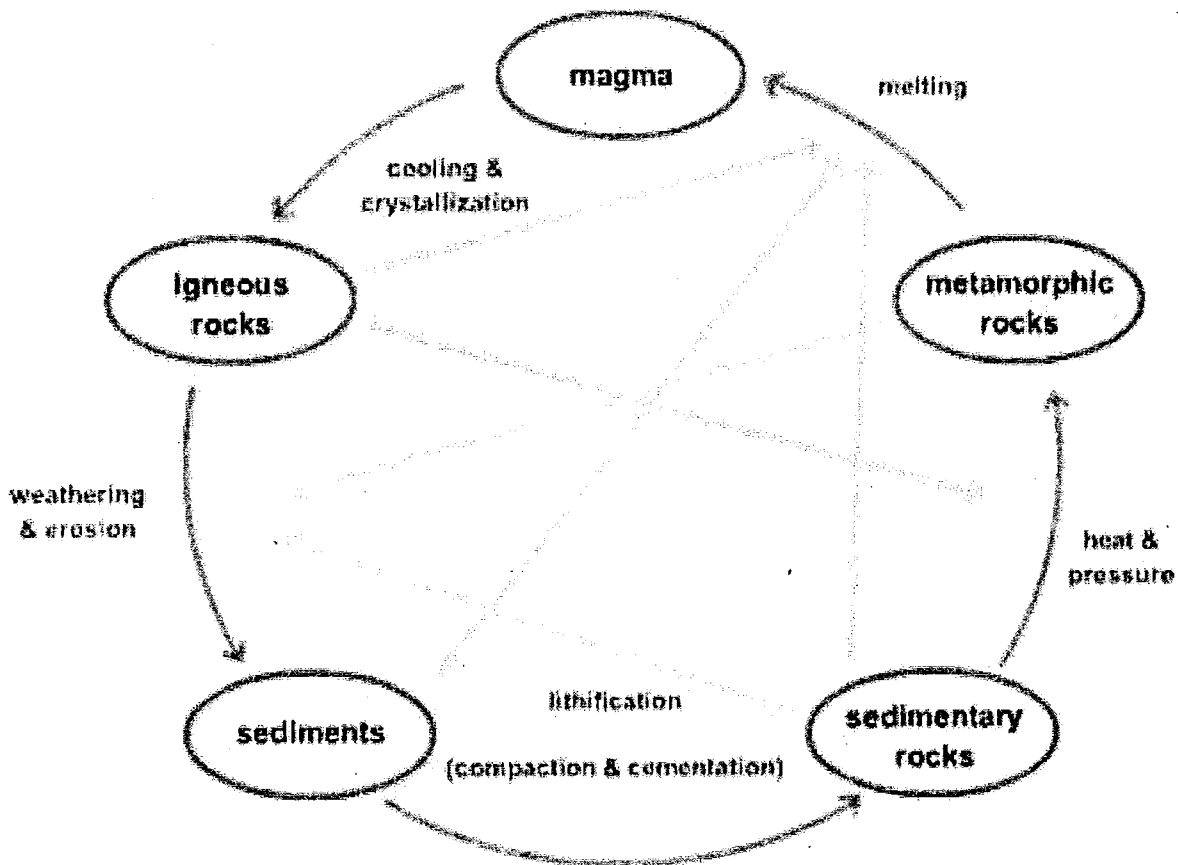 magma
melting
cooling &
crystallization
igneous
rocks
metamorphic
rocks
weathering
& erosion
heat &
pressure
sediments
lithification
(compaction & cementation)
sedimentary
rocks